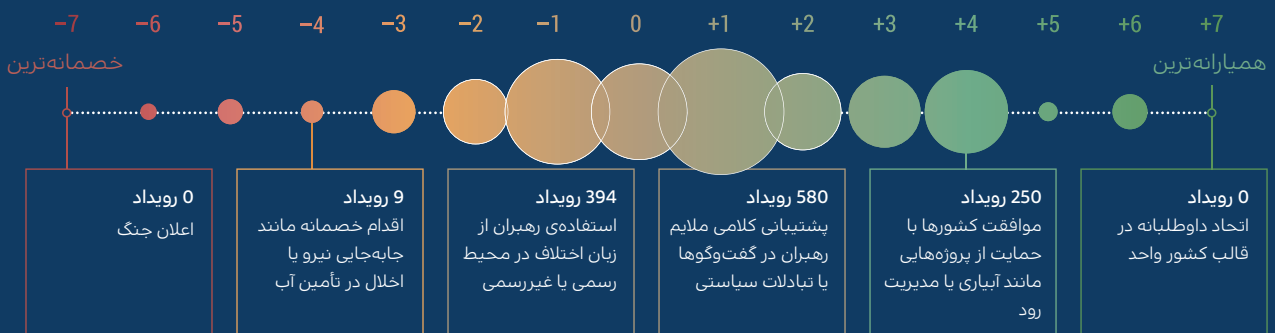 −7 −6 −5 −4 −3 −2 −1 0 +1 +2 +3 +4 +5 +6 +7
همیارانه‌ترین
خصمانه‌ترین
0 رویداد
اتحاد داوطلبانه در
قالب کشور واحد
250 رویداد
موافقت کشورها با
حمایت از پروژه‌هایی
مانند آبیاری یا مدیریت
رود
580 رویداد
پشتیبانی کلامی ملایم
رهبران در گفت‌وگوها
یا تبادلات سیاستی
394 رویداد
استفاده‌ی رهبران از
زبان اختلاف در محیط
رسمی یا غیررسمی
9 رویداد
اقدام خصمانه مانند
جابه‌جایی نیرو یا
اخلال در تأمین آب
0 رویداد
اعلان جنگ